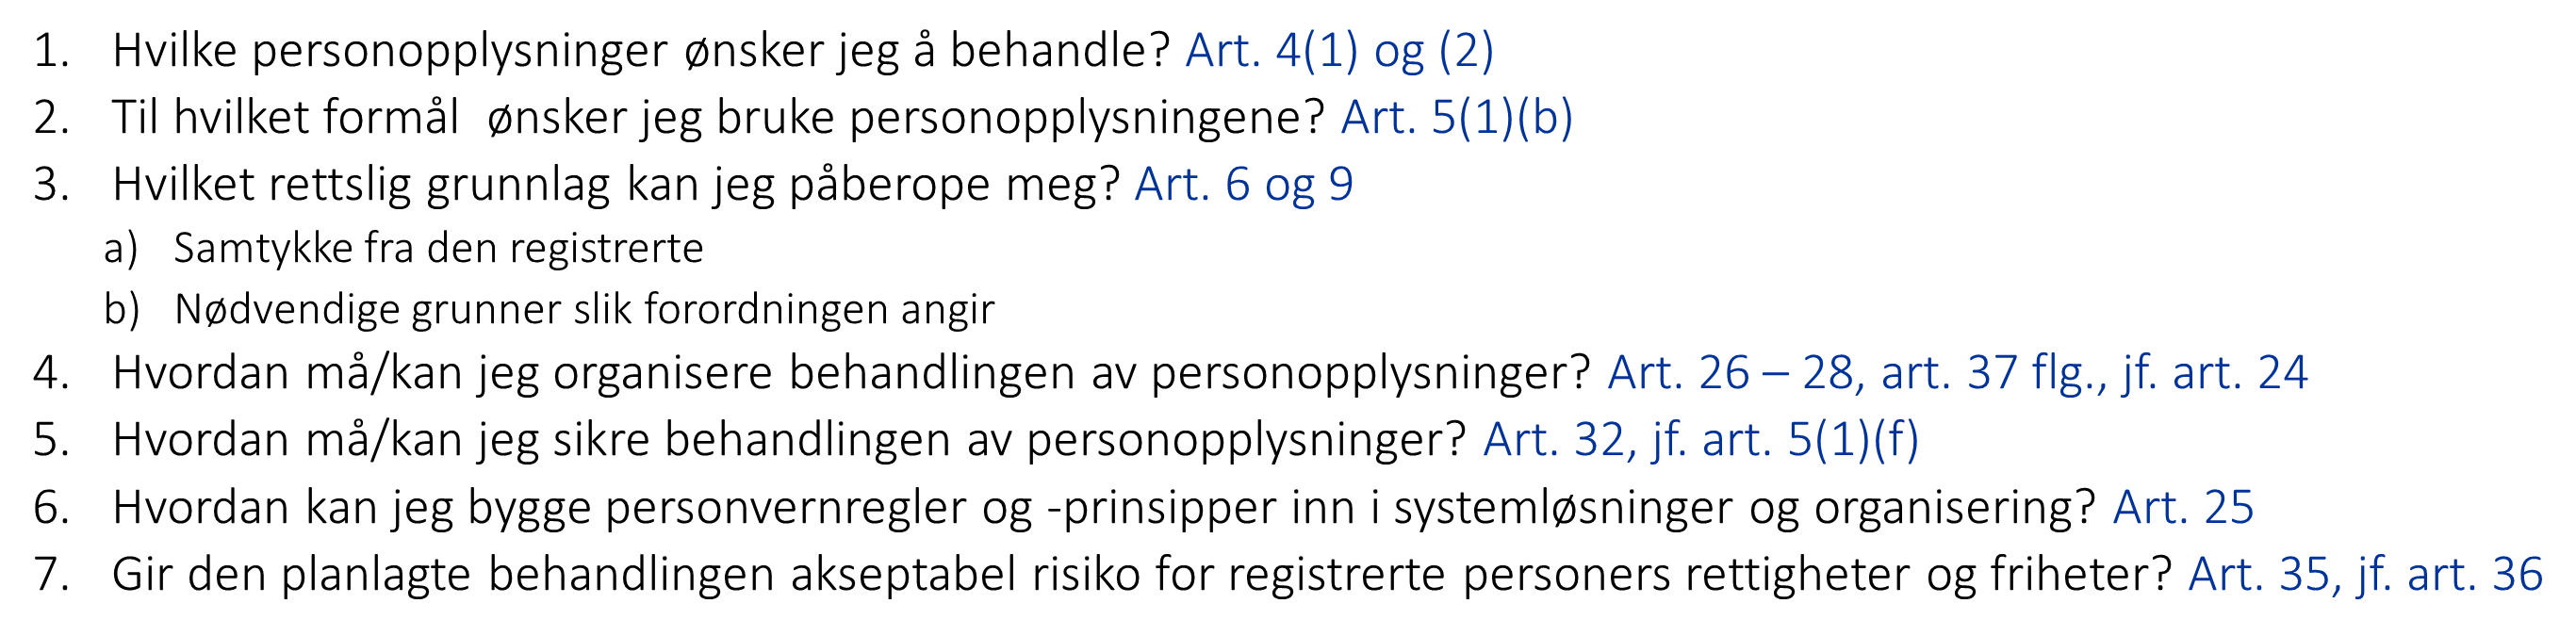 1. Hvilke personopplysninger ønsker jeg å behandle? Art. 4(1) og (2)
2. Til hvilket formål  ønsker jeg bruke personopplysningene? Art. 5(1)(b)
3. Hvilket rettslig grunnlag kan jeg påberope meg? Art. 6 og 9
a) Samtykke fra den registrerte
b) Nødvendige grunner slik forordningen angir
4. Hvordan må/kan jeg organisere behandlingen av personopplysninger? Art. 26 – 28, art. 37 flg., jf. art. 24
5. Hvordan må/kan jeg sikre behandlingen av personopplysninger? Art. 32, jf. art. 5(1)(f)
6. Hvordan kan jeg bygge personvernregler og -prinsipper inn i systemløsninger og organisering? Art. 25
7. Gir den planlagte behandlingen akseptabel risiko for registrerte personers rettigheter og friheter? Art. 35, jf. art. 36